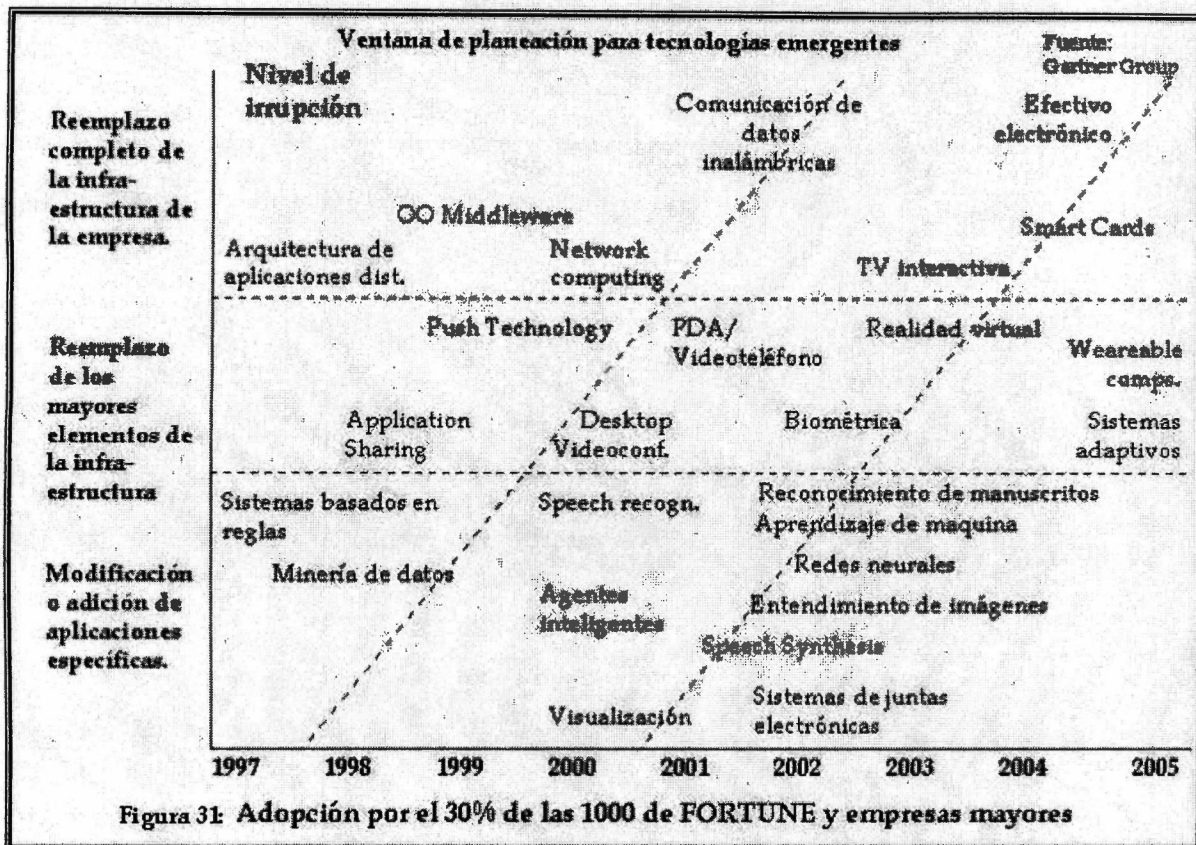 Ventana de planeación para tecnologías emergentes
Fuente:
Gartner Group
Nivel de
irrupción
Reemplazo
completo de
la infra-
estructura de
la empresa.
Comunicación de
datos
inalámbricas
Efectivo
electrónico
OO Middleware
Smart Cards
Arquitectura de
aplicaciones dist.
Network
computing
TV interactiva
Reemplazo
de los
mayores
elementos de
la infra-
estructura
Push Technology
PDA/
Videoteléfono
Realidad virtual
Weareable
comps.
Application
Sharing
Desktop
Videoconf.
Biométrica
Sistemas
adaptivos
Modificación
o adición de
aplicaciones
específicas.
Sistemas basados en
reglas
Speech recogn.
Reconocimiento de manuscritos
Aprendizaje de maquina
Minería de datos
Redes neurales
Agentes
inteligentes
Entendimiento de imágenes
Speech Synthesis
Visualización
Sistemas de juntas
electrónicas
1997 1998 1999 2000 2001 2002 2003 2004 2005
Figura 31: Adopción por el 30% de las 1000 de FORTUNE y empresas mayores